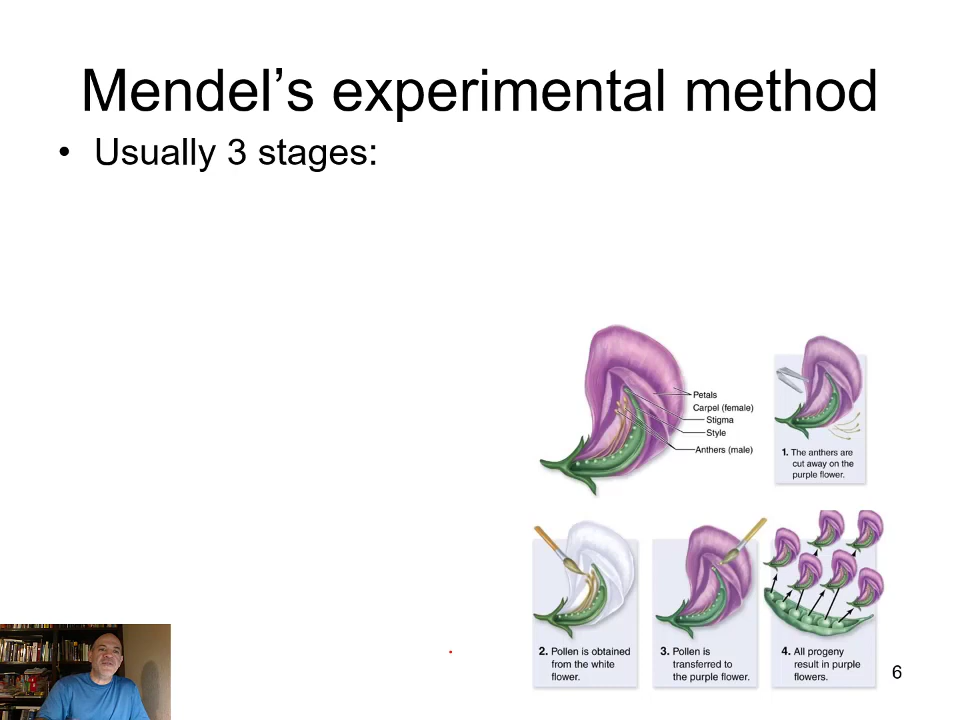 Mendel’s experimental method
• Usually 3 stages:
Petals
Carpel (female)
Stigma
Style
Anthers (male)
1. The anthers are
cut away on the
purple flower.
2. Pollen is obtained
from the white
flower.
3. Pollen is
transferred to
the purple flower.
4. All progeny
result in purple
flowers.
6